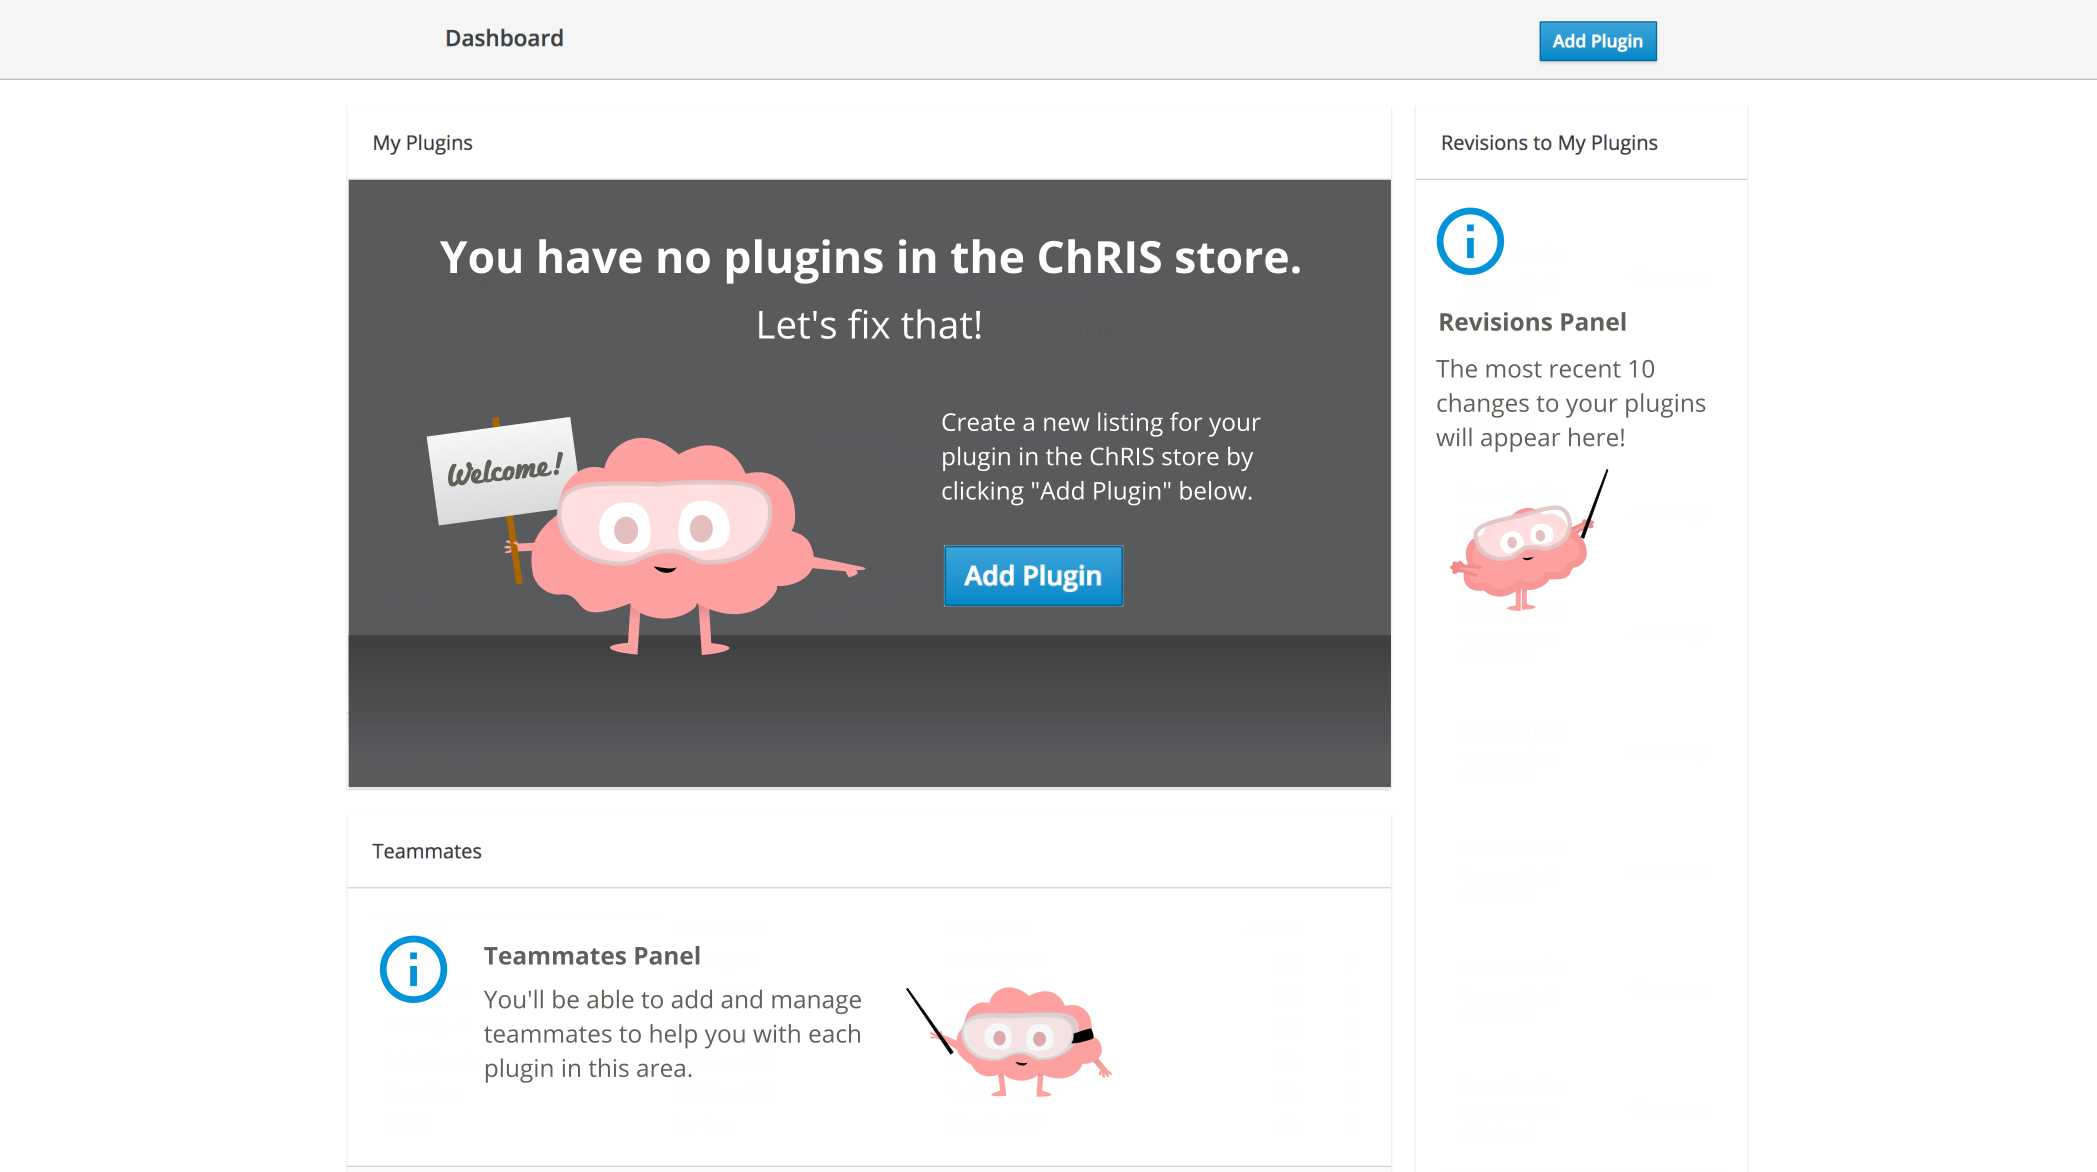 Dashboard
Add Plugin
My Plugins
You have no plugins in the ChRIS store.
Let's fix that!
Welcome!
Create a new listing for your
plugin in the ChRIS store by
clicking "Add Plugin" below.
Add Plugin
Revisions to My Plugins
Revisions Panel
The most recent 10
changes to your plugins
will appear here!
Teammates
Teammates Panel
You'll be able to add and manage
teammates to help you with each
plugin in this area.